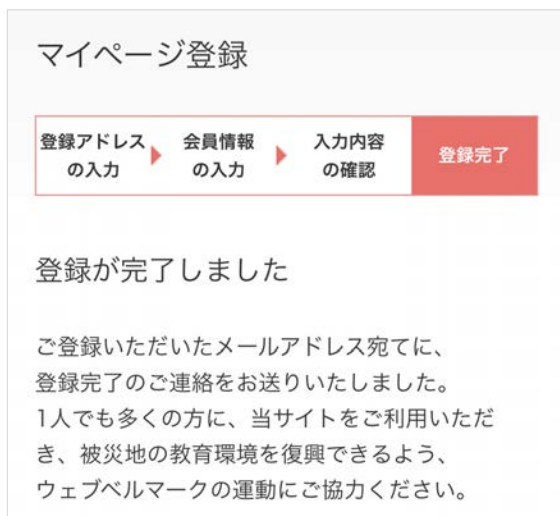 マイページ登録
登録アドレス
の入力
会員情報
の入力
入力内容
の確認
登録完了
登録が完了しました
ご登録いただいたメールアドレス宛てに、
登録完了のご連絡をお送りいたしました。
1人でも多くの方に、当サイトをご利用いただ
き、被災地の教育環境を復興できるよう、
ウェブベルマークの運動にご協力ください。